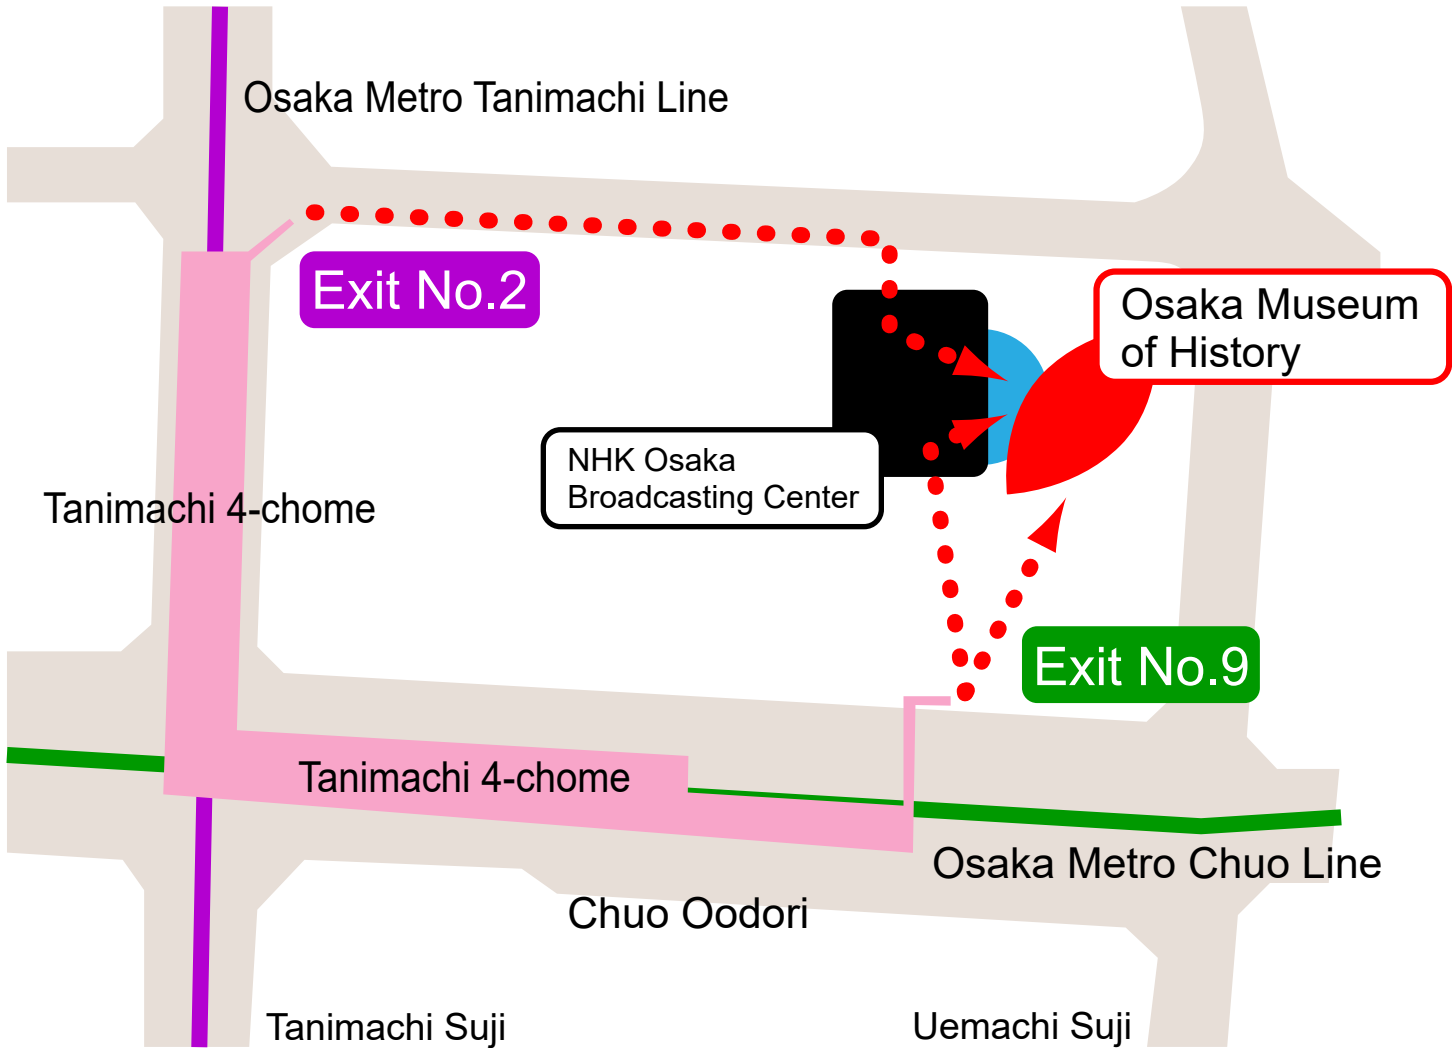 Osaka Metro Tanimachi Line
Exit No.2
Osaka Museum
of History
NHK Osaka
Broadcasting Center
Tanimachi 4-chome
Exit No.9
Tanimachi 4-chome
Osaka Metro Chuo Line
Chuo Oodori
Tanimachi Suji
Uemachi Suji